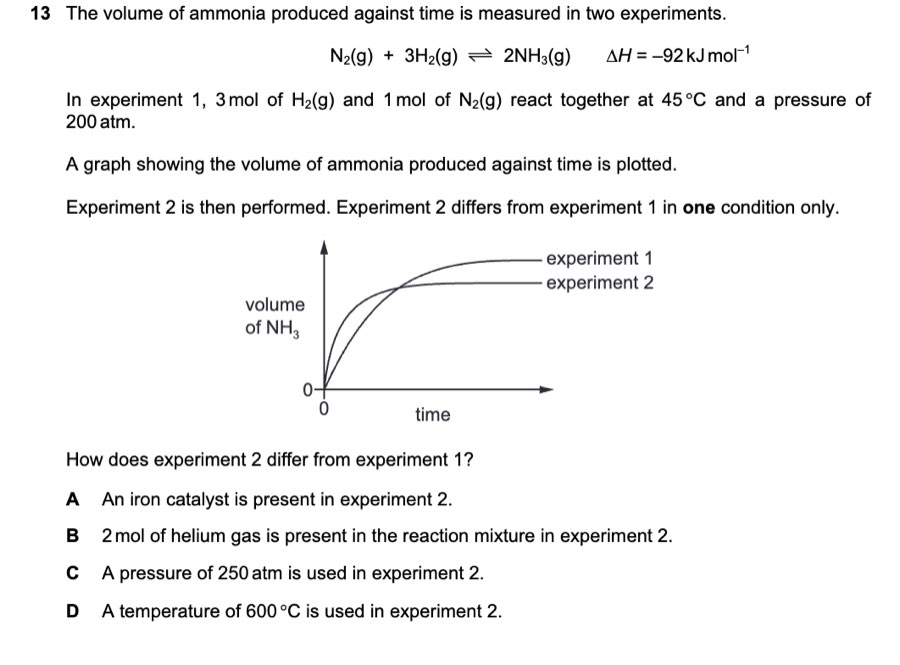 13 The volume of ammonia produced against time is measured in two experiments.
N₂(g) + 3H₂(g) ⇌ 2NH₃(g) ΔH = –92 kJ mol⁻¹
In experiment 1, 3 mol of H₂(g) and 1 mol of N₂(g) react together at 45 °C and a pressure of
200 atm.
A graph showing the volume of ammonia produced against time is plotted.
Experiment 2 is then performed. Experiment 2 differs from experiment 1 in one condition only.
experiment 1
experiment 2
volume
of NH₃
0
0
time
How does experiment 2 differ from experiment 1?
A An iron catalyst is present in experiment 2.
B 2 mol of helium gas is present in the reaction mixture in experiment 2.
C A pressure of 250 atm is used in experiment 2.
D A temperature of 600 °C is used in experiment 2.